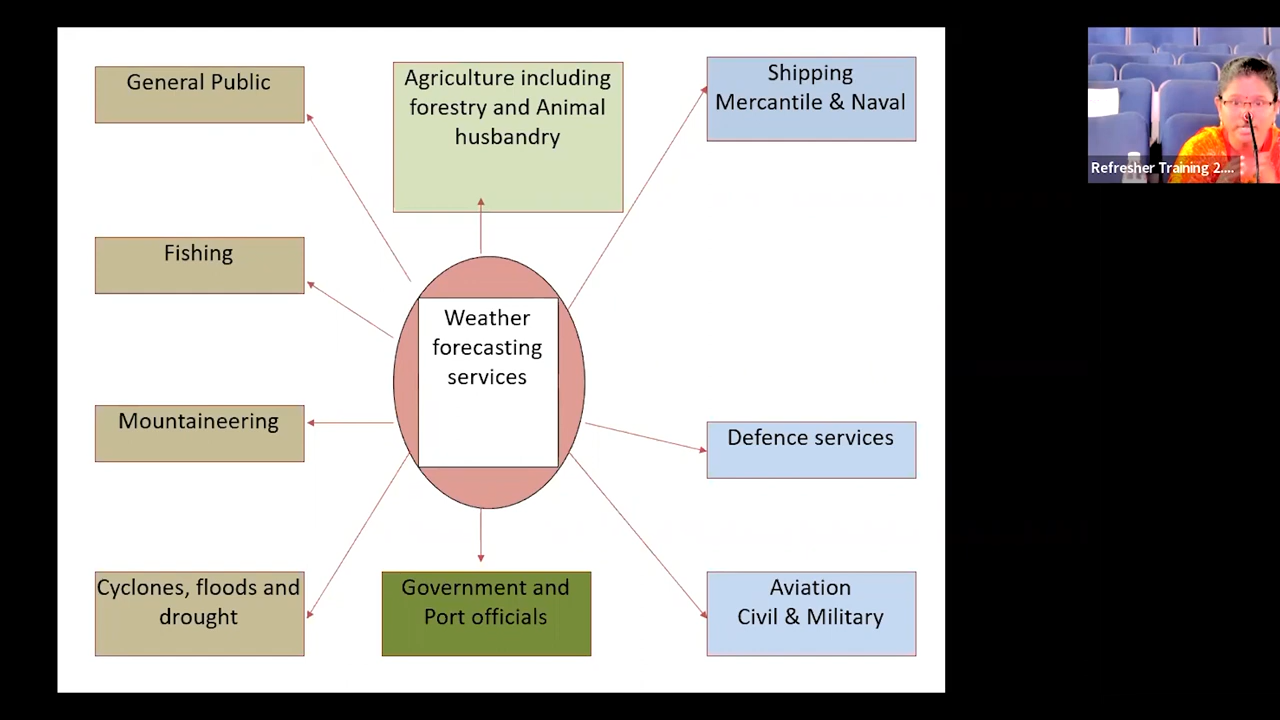 General Public
Agriculture including
forestry and Animal
husbandry
Shipping
Mercantile & Naval
Refresher Training 2....
Fishing
Weather
forecasting
services
Mountaineering
Defence services
Cyclones, floods and
drought
Government and
Port officials
Aviation
Civil & Military